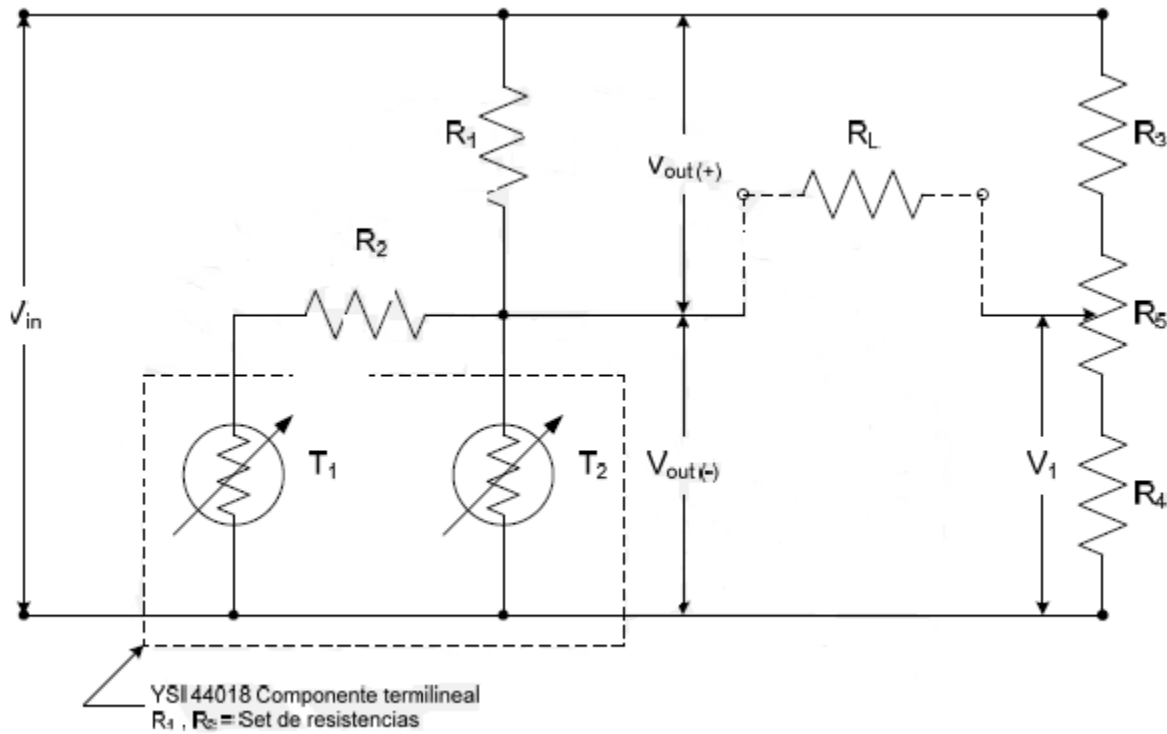 R₁
Vout(+)
RL
R₃
R₂
Vin
R₅
T₁
T₂
Vout(-)
V₁
R₄
YSI 44018 Componente termilineal
R₁ , R₂ = Set de resistencias